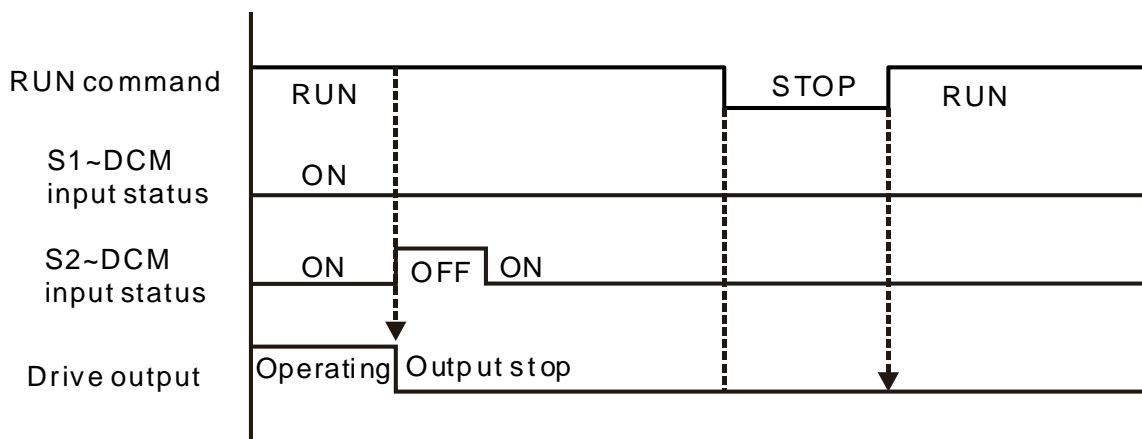 RUN command
RUN
STOP
RUN
S1~DCM
input status
ON
S2~DCM
input status
ON
OFF
ON
Drive output
Operating
Output stop